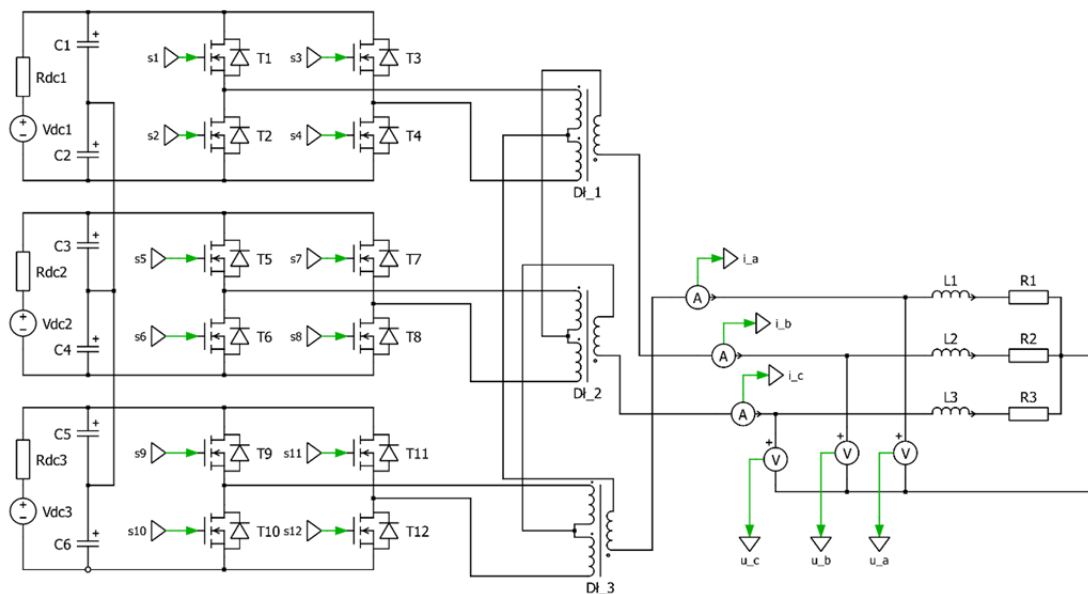 C1 + s1 T1 s3 T3
Rdc1
Vdc1 + s2 T2 s4 T4
C2 +
Dł_1
C3 + s5 T5 s7 T7 i_a
Rdc2
A L1 R1
Vdc2 + s6 T6 s8 T8 i_b
C4 +
A L2 R2
Dł_2 i_c
A L3 R3
C5 + s9 T9 s11 T11
Rdc3 + V + V + V
Vdc3 + s10 T10 s12 T12
C6 +
u_c u_b u_a
Dł_3